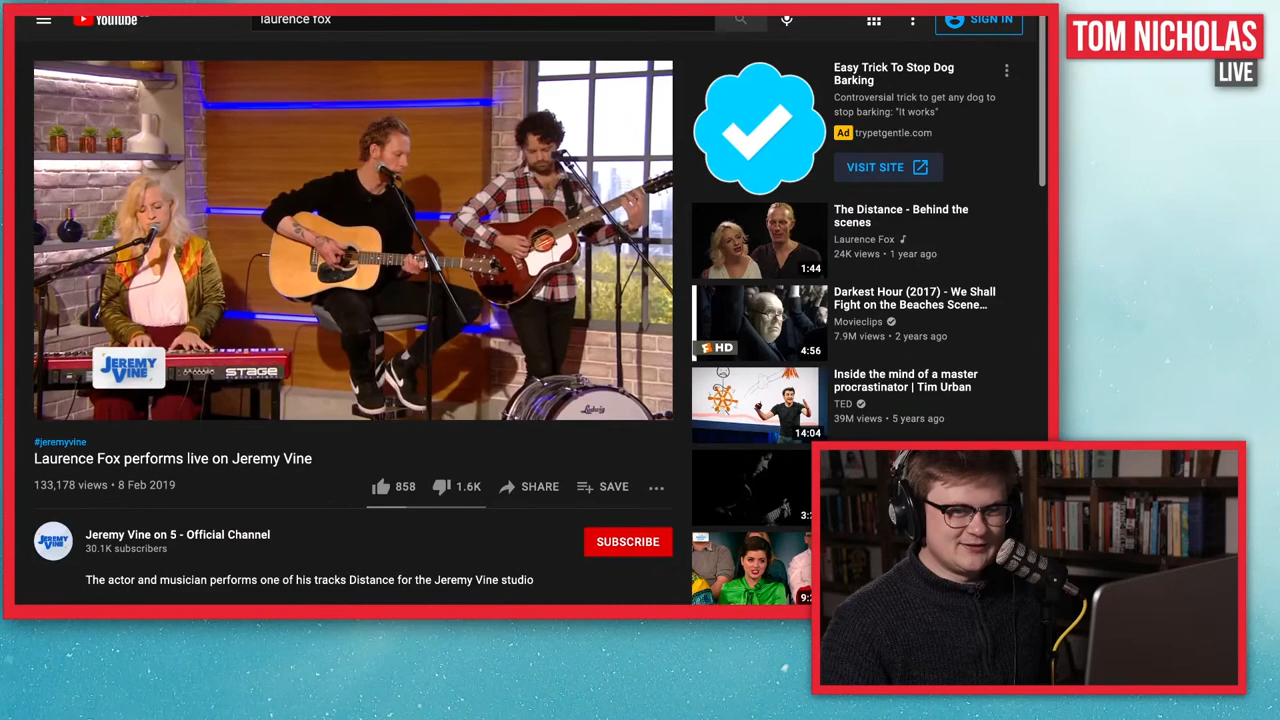 YouTube
laurence fox
SIGN IN
TOM NICHOLAS
LIVE
JEREMY
VINE
STAGE
Ludwig
#jeremyvine
Laurence Fox performs live on Jeremy Vine
133,178 views • 8 Feb 2019
858
1.6K
SHARE
SAVE
JEREMY
VINE
Jeremy Vine on 5 - Official Channel
30.1K subscribers
SUBSCRIBE
The actor and musician performs one of his tracks Distance for the Jeremy Vine studio
Easy Trick To Stop Dog
Barking
Controversial trick to get any dog to
stop barking: "It works"
Ad trypetgentle.com
VISIT SITE
1:44
The Distance - Behind the
scenes
Laurence Fox
24K views • 1 year ago
HD
4:56
Darkest Hour (2017) - We Shall
Fight on the Beaches Scene...
Movieclips
7.9M views • 2 years ago
14:04
Inside the mind of a master
procrastinator | Tim Urban
TED
39M views • 5 years ago